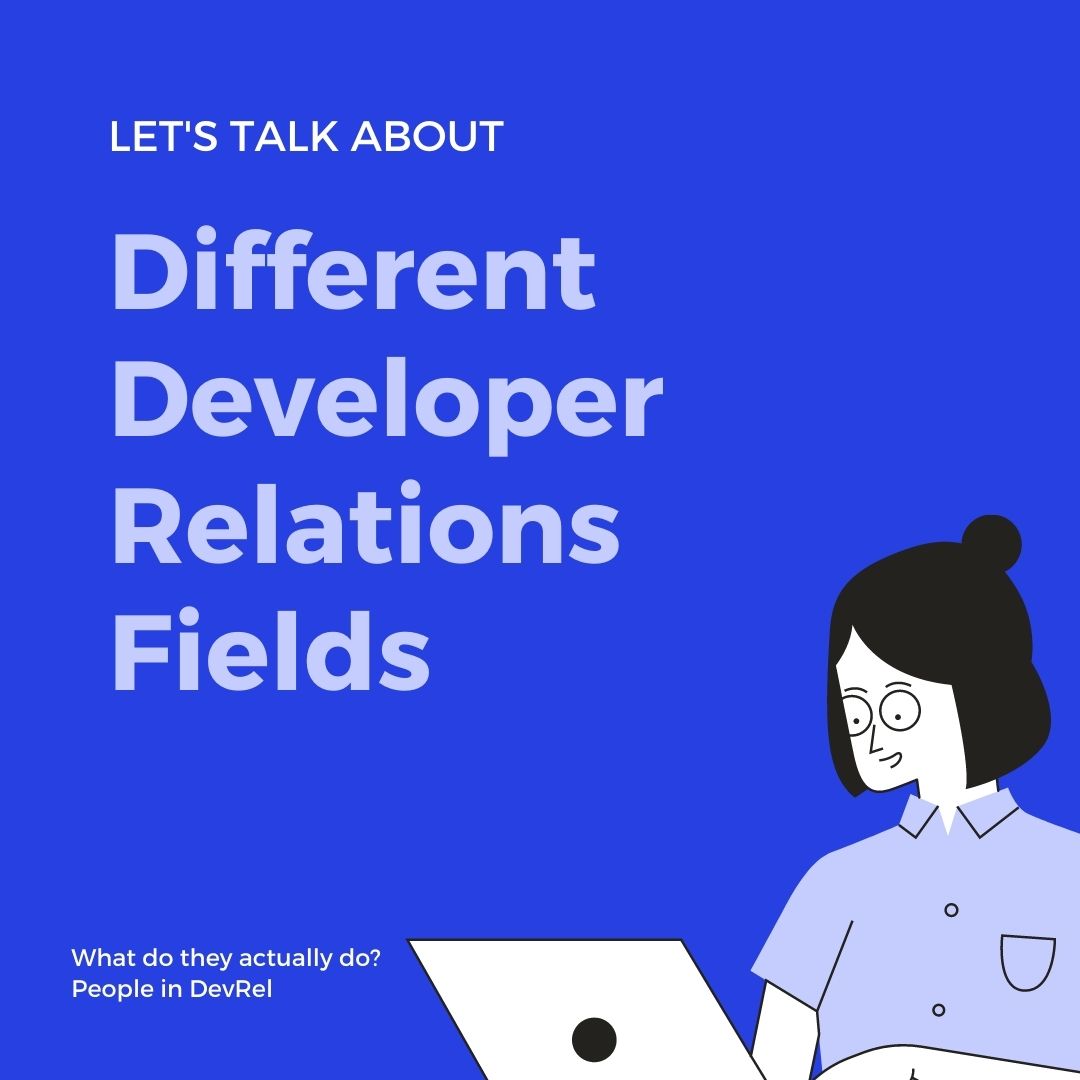 LET'S TALK ABOUT
Different
Developer
Relations
Fields
What do they actually do?
People in DevRel